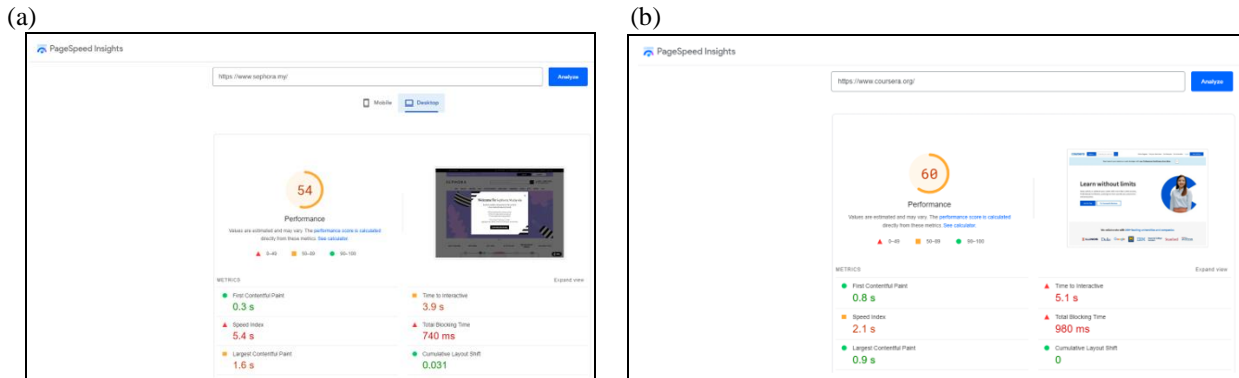 (a)
PageSpeed Insights
https://www.sephora.my/
Analyze
Mobile
Desktop
54
Performance
Values are estimated and may vary. The performance score is calculated
directly from these metrics. See calculator.
0–49
50–89
90–100
METRICS
Expand view
First Contentful Paint
0.3 s
Time to Interactive
3.9 s
Speed Index
5.4 s
Total Blocking Time
740 ms
Largest Contentful Paint
1.6 s
Cumulative Layout Shift
0.031
(b)
PageSpeed Insights
https://www.coursera.org/
Analyze
60
Performance
Values are estimated and may vary. The performance score is calculated
directly from these metrics. See calculator.
0–49
50–89
90–100
Learn without limits
METRICS
Expand view
First Contentful Paint
0.8 s
Time to Interactive
5.1 s
Speed Index
2.1 s
Total Blocking Time
980 ms
Largest Contentful Paint
0.9 s
Cumulative Layout Shift
0